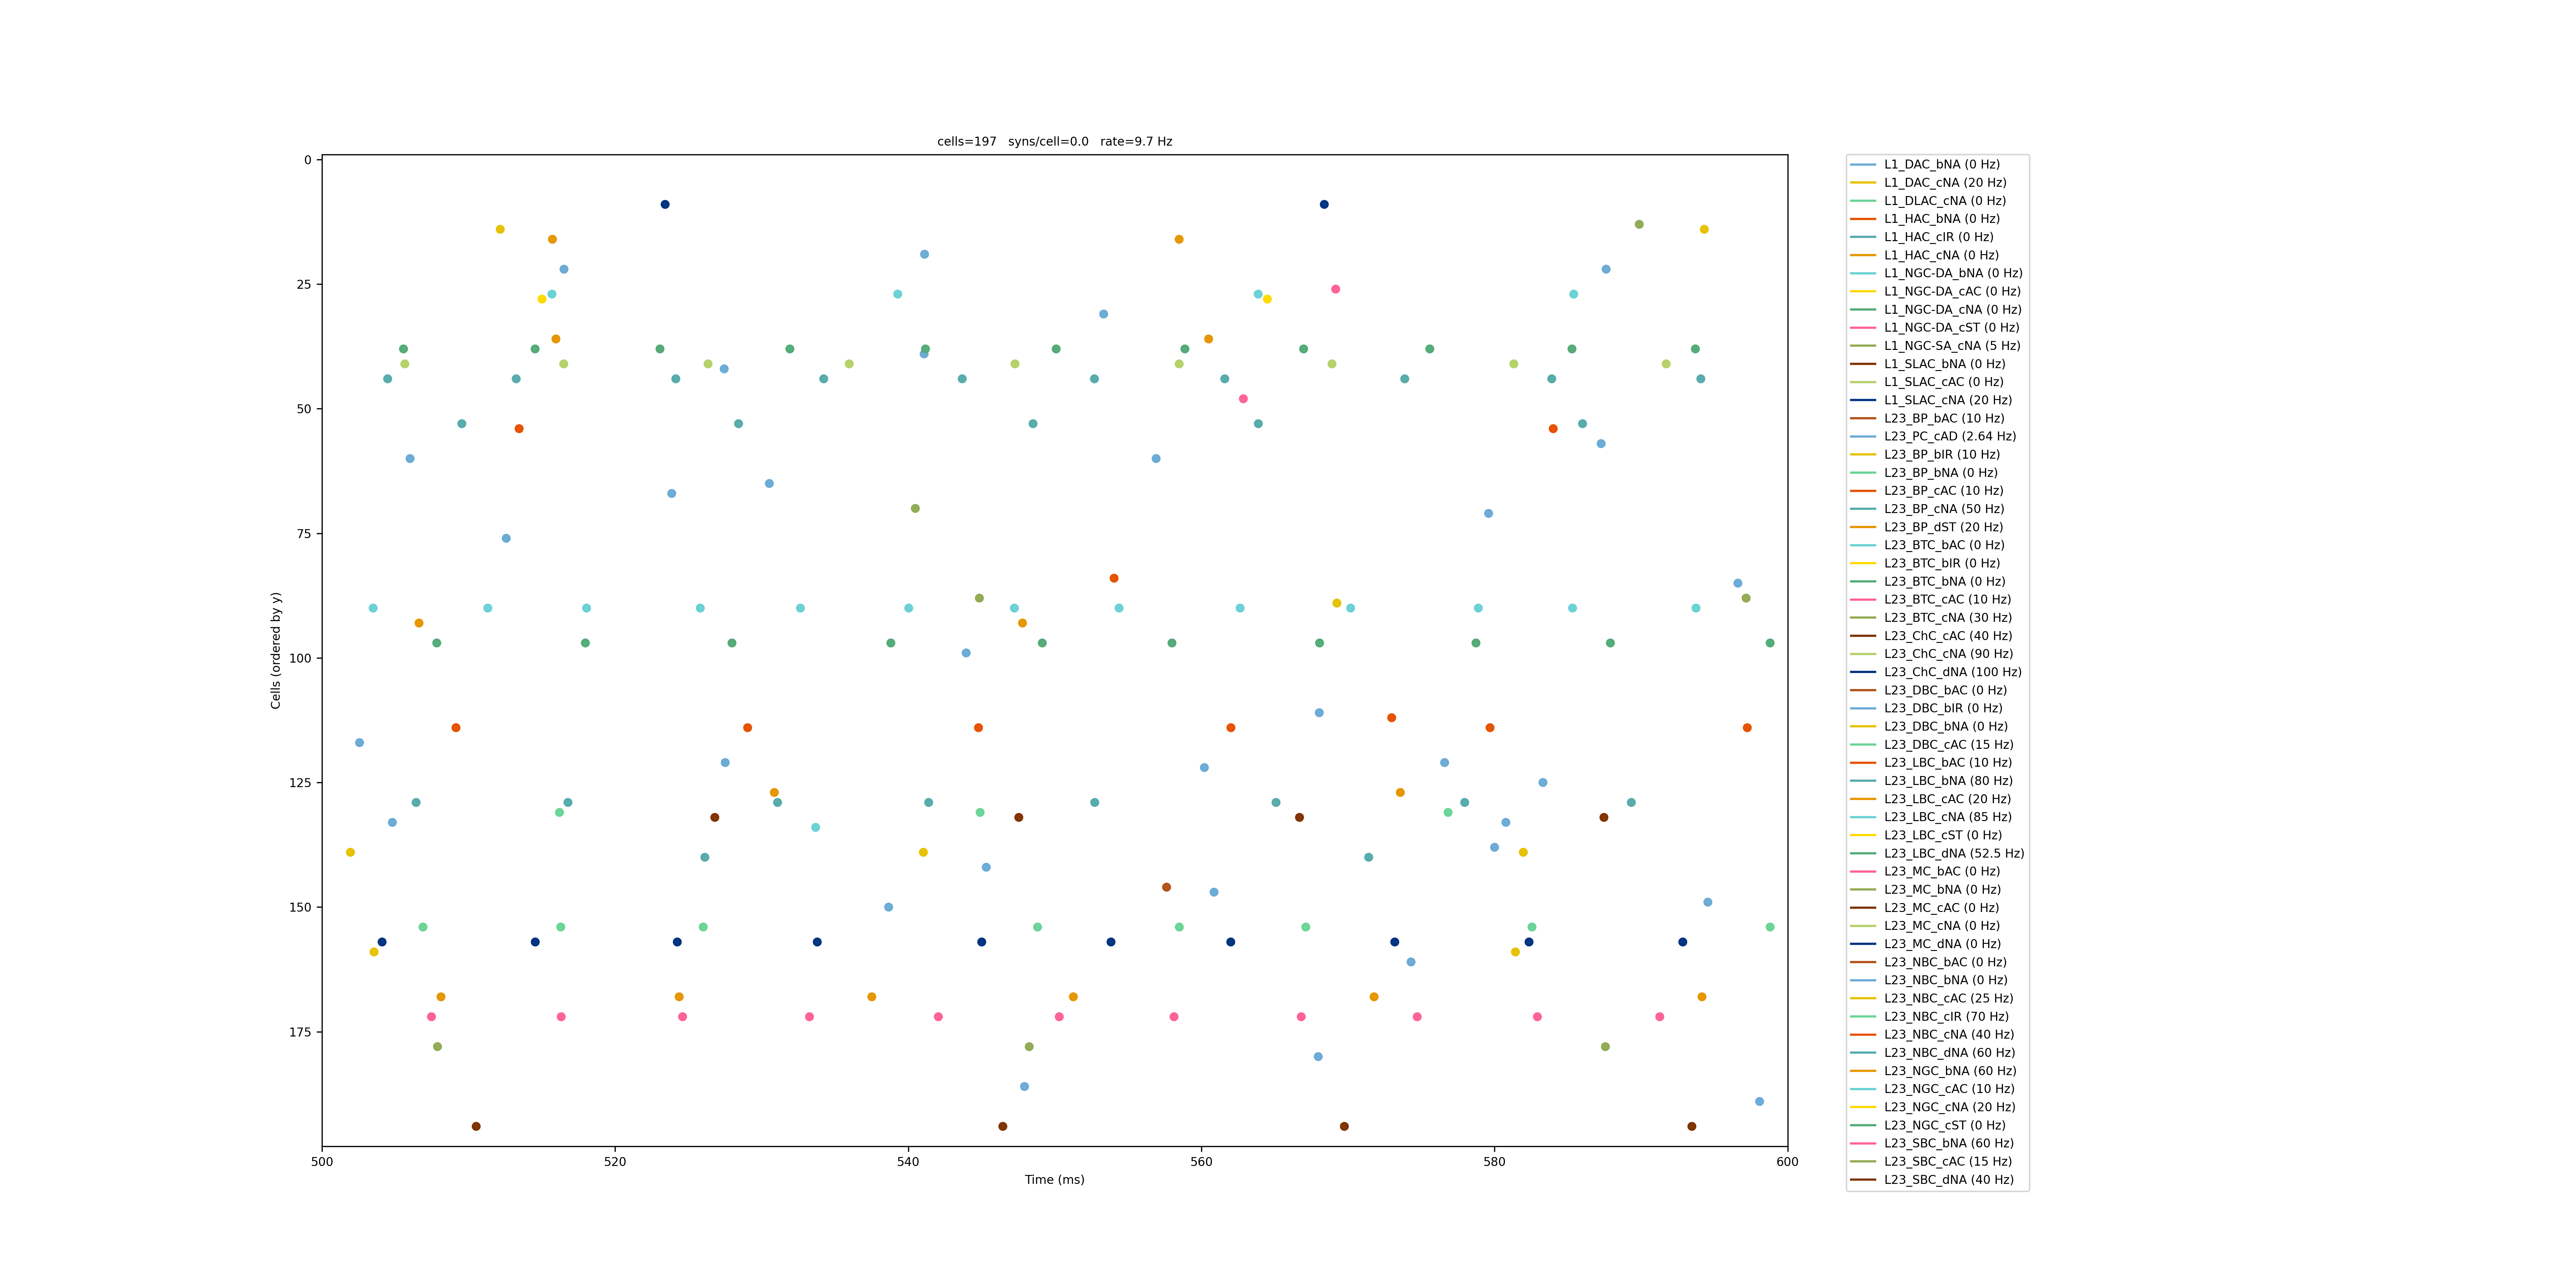 cells=197   syns/cell=0.0   rate=9.7 Hz
0
25
50
75
100
125
150
175
Cells (ordered by y)
500
520
540
560
580
600
Time (ms)
L1_DAC_bNA (0 Hz)
L1_DAC_cNA (20 Hz)
L1_DLAC_cNA (0 Hz)
L1_HAC_bNA (0 Hz)
L1_HAC_cIR (0 Hz)
L1_HAC_cNA (0 Hz)
L1_NGC-DA_bNA (0 Hz)
L1_NGC-DA_cAC (0 Hz)
L1_NGC-DA_cNA (0 Hz)
L1_NGC-DA_cST (0 Hz)
L1_NGC-SA_cNA (5 Hz)
L1_SLAC_bNA (0 Hz)
L1_SLAC_cAC (0 Hz)
L1_SLAC_cNA (20 Hz)
L23_BP_bAC (10 Hz)
L23_PC_cAD (2.64 Hz)
L23_BP_bIR (10 Hz)
L23_BP_bNA (0 Hz)
L23_BP_cAC (10 Hz)
L23_BP_cNA (50 Hz)
L23_BP_dST (20 Hz)
L23_BTC_bAC (0 Hz)
L23_BTC_bIR (0 Hz)
L23_BTC_bNA (0 Hz)
L23_BTC_cAC (10 Hz)
L23_BTC_cNA (30 Hz)
L23_ChC_cAC (40 Hz)
L23_ChC_cNA (90 Hz)
L23_ChC_dNA (100 Hz)
L23_DBC_bAC (0 Hz)
L23_DBC_bIR (0 Hz)
L23_DBC_bNA (0 Hz)
L23_DBC_cAC (15 Hz)
L23_LBC_bAC (10 Hz)
L23_LBC_bNA (80 Hz)
L23_LBC_cAC (20 Hz)
L23_LBC_cNA (85 Hz)
L23_LBC_cST (0 Hz)
L23_LBC_dNA (52.5 Hz)
L23_MC_bAC (0 Hz)
L23_MC_bNA (0 Hz)
L23_MC_cAC (0 Hz)
L23_MC_cNA (0 Hz)
L23_MC_dNA (0 Hz)
L23_NBC_bAC (0 Hz)
L23_NBC_bNA (0 Hz)
L23_NBC_cAC (25 Hz)
L23_NBC_cIR (70 Hz)
L23_NBC_cNA (40 Hz)
L23_NBC_dNA (60 Hz)
L23_NGC_bNA (60 Hz)
L23_NGC_cAC (10 Hz)
L23_NGC_cNA (20 Hz)
L23_NGC_cST (0 Hz)
L23_SBC_bNA (60 Hz)
L23_SBC_cAC (15 Hz)
L23_SBC_dNA (40 Hz)